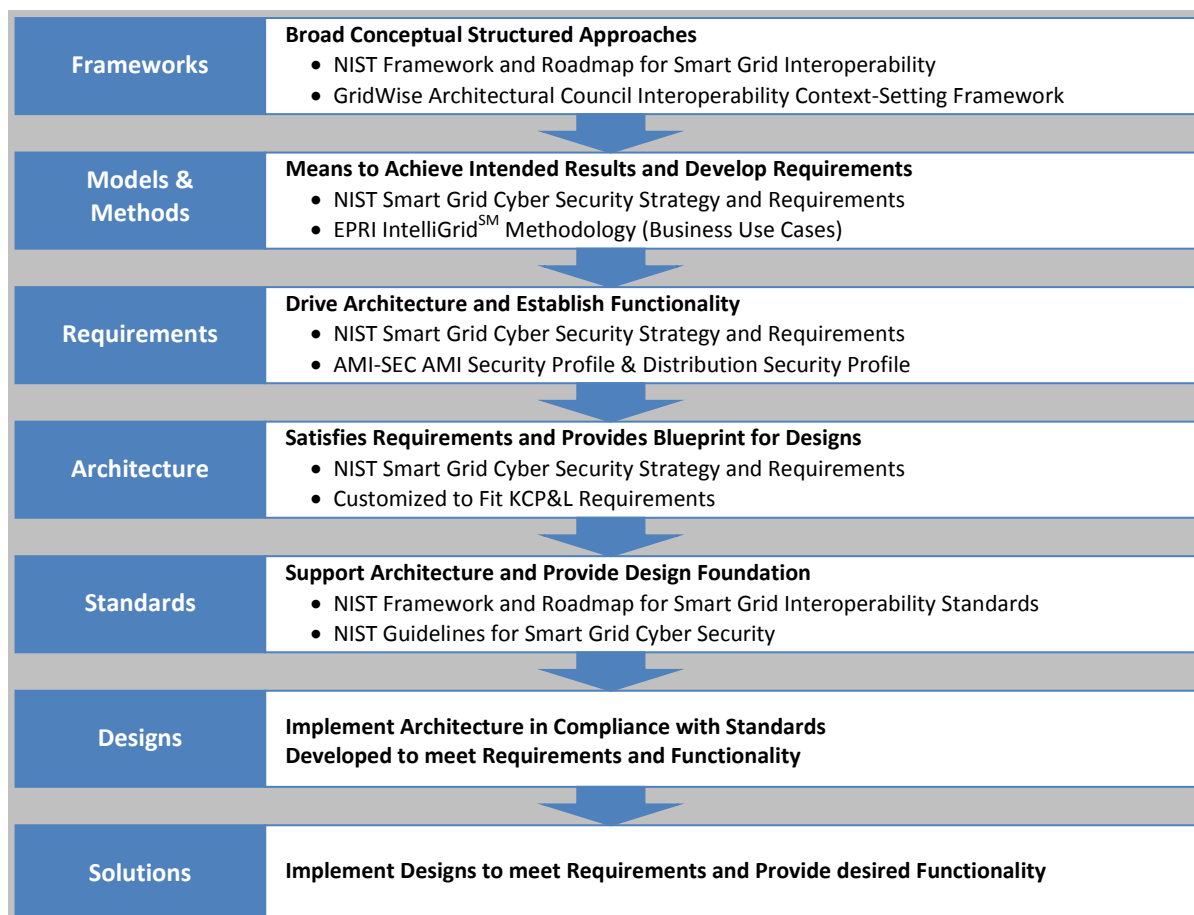 Frameworks
Broad Conceptual Structured Approaches
• NIST Framework and Roadmap for Smart Grid Interoperability
• GridWise Architectural Council Interoperability Context-Setting Framework
Models &
Methods
Means to Achieve Intended Results and Develop Requirements
• NIST Smart Grid Cyber Security Strategy and Requirements
• EPRI IntelliGridSM Methodology (Business Use Cases)
Requirements
Drive Architecture and Establish Functionality
• NIST Smart Grid Cyber Security Strategy and Requirements
• AMI-SEC AMI Security Profile & Distribution Security Profile
Architecture
Satisfies Requirements and Provides Blueprint for Designs
• NIST Smart Grid Cyber Security Strategy and Requirements
• Customized to Fit KCP&L Requirements
Standards
Support Architecture and Provide Design Foundation
• NIST Framework and Roadmap for Smart Grid Interoperability Standards
• NIST Guidelines for Smart Grid Cyber Security
Designs
Implement Architecture in Compliance with Standards
Developed to meet Requirements and Functionality
Solutions
Implement Designs to meet Requirements and Provide desired Functionality